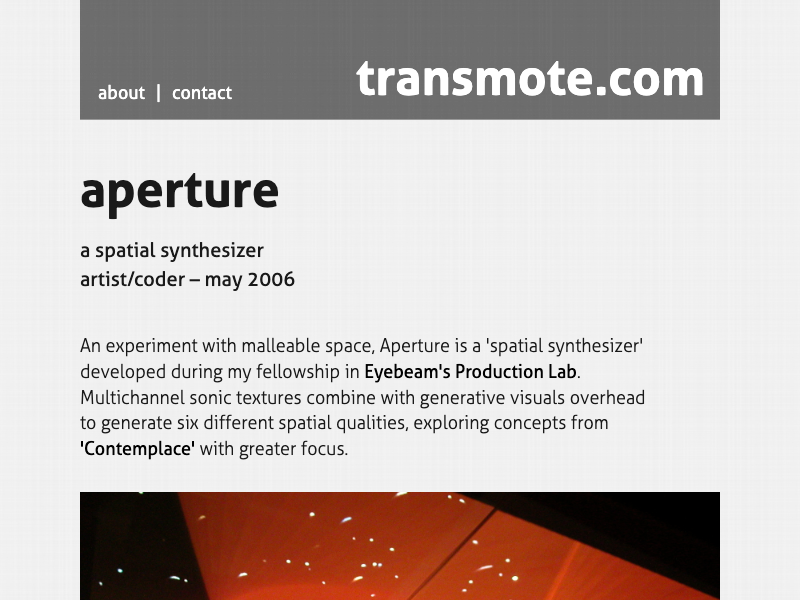 about | contact
transmote.com
aperture
a spatial synthesizer
artist/coder – may 2006
An experiment with malleable space, Aperture is a 'spatial synthesizer'
developed during my fellowship in Eyebeam's Production Lab.
Multichannel sonic textures combine with generative visuals overhead
to generate six different spatial qualities, exploring concepts from
'Contemplace' with greater focus.